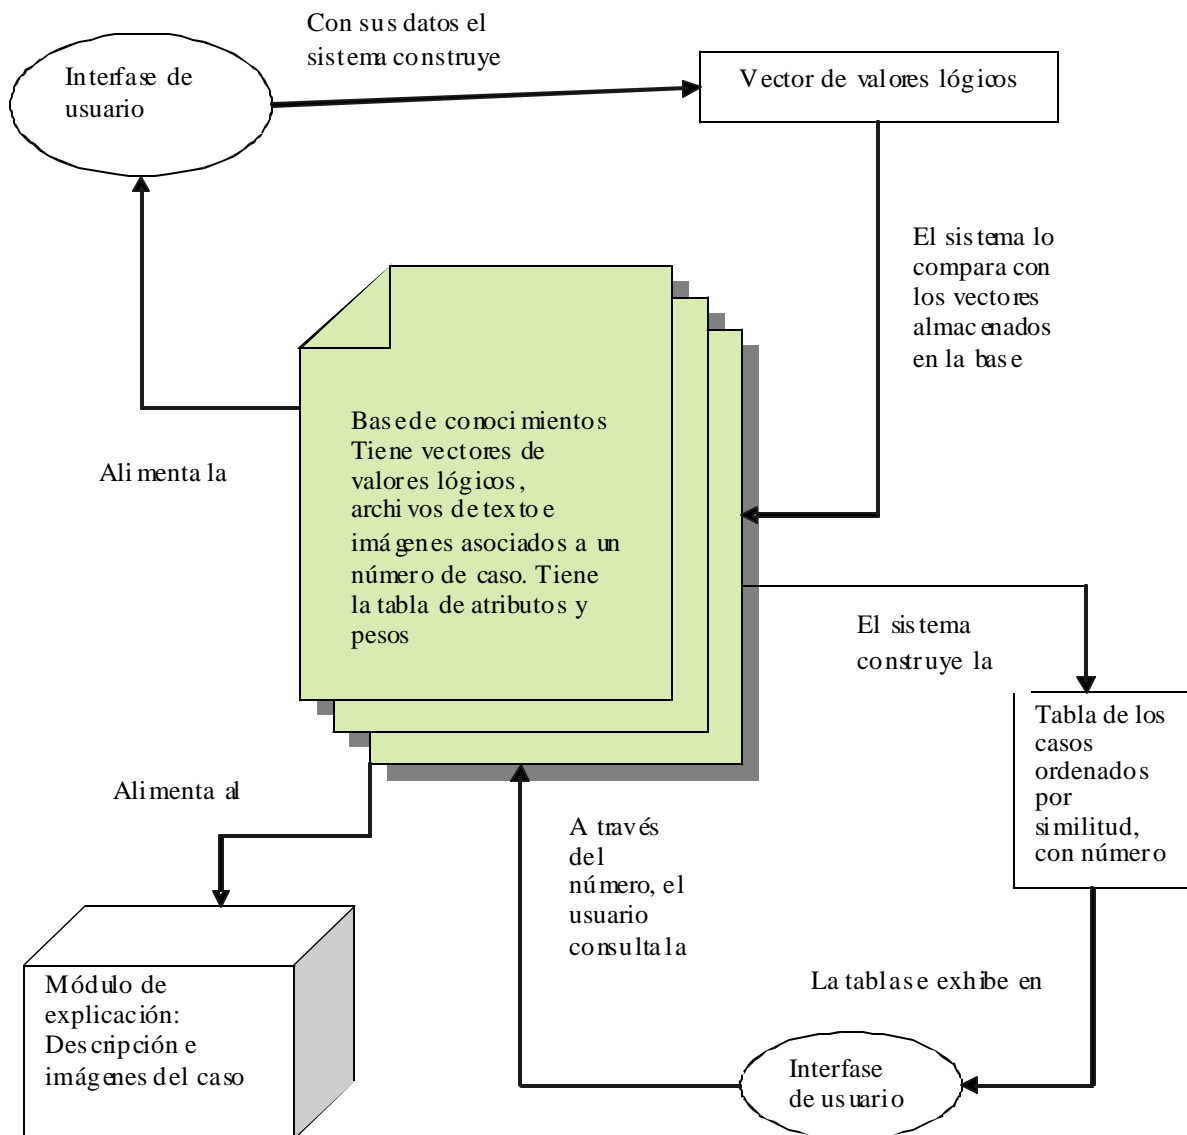 Con sus datos el
sistema construye
Interfase de
usuario
Vector de valores lógicos
El sistema lo
compara con
los vectores
almacenados
en la base
Base de conocimientos
Tiene vectores de
valores lógicos,
archivos de texto e
imágenes asociados a un
número de caso. Tiene
la tabla de atributos y
pesos
Alimenta la
El sistema
construye la
Tabla de los
casos
ordenados
por
similitud,
con número
Alimenta al
A través
del
número, el
usuario
consulta la
La tabla se exhibe en
Módulo de
explicación:
Descripción e
imágenes del caso
Interfase
de usuario